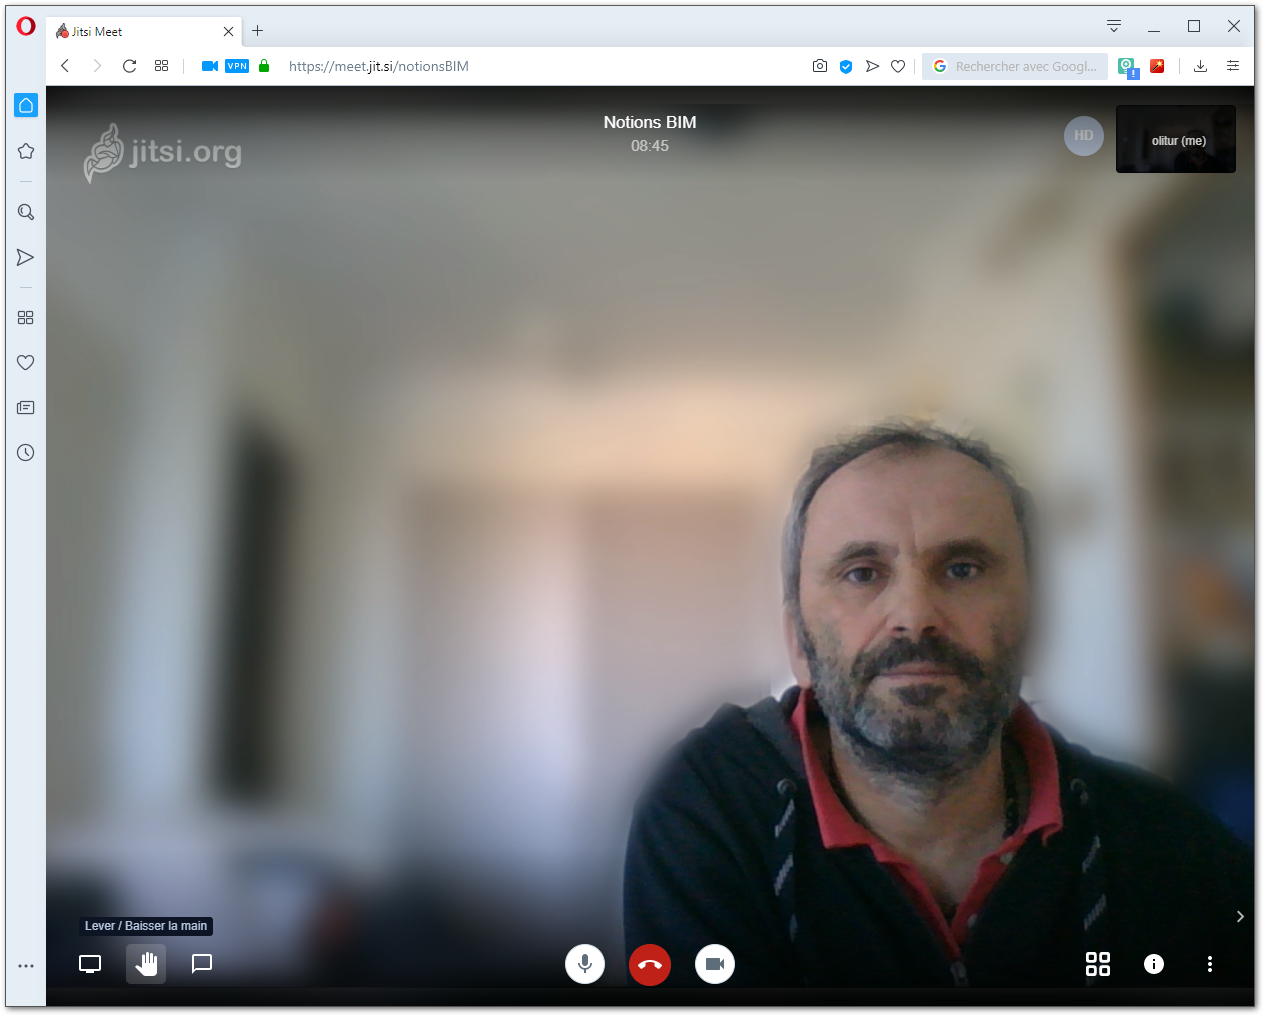 Jitsi Meet
VPN
https://meet.jit.si/notionsBIM
Rechercher avec Googl...
jitsi.org
Notions BIM
08:45
HD
olitur (me)
Lever / Baisser la main